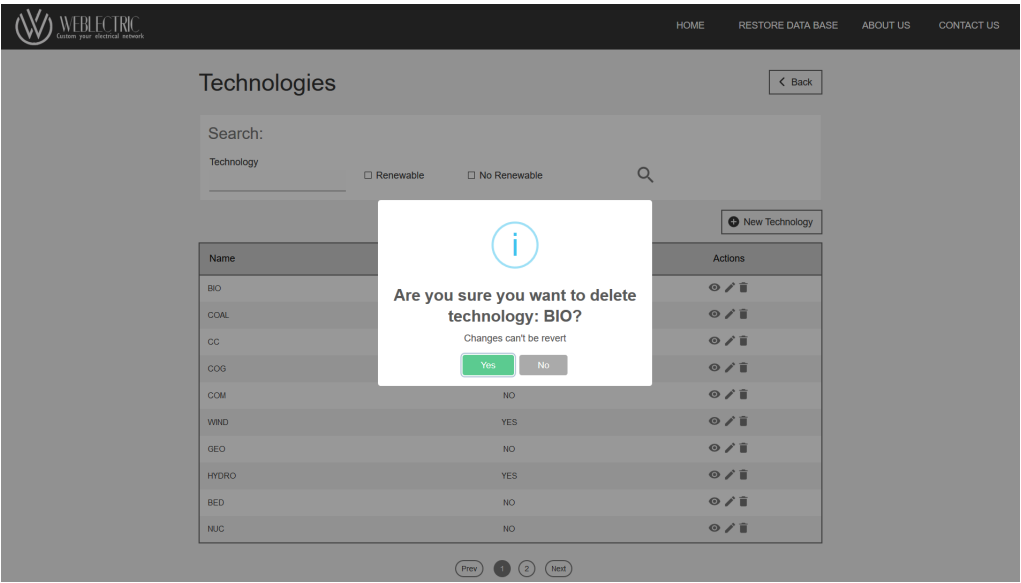 WEBLECTRIC
Custom your electrical network
HOME RESTORE DATA BASE ABOUT US CONTACT US
Technologies
Back
Search:
Technology
Renewable No Renewable
New Technology
Name Actions
BIO
COAL
CC
COG
COM NO
WIND YES
GEO NO
HYDRO YES
BED NO
NUC NO
i
Are you sure you want to delete
technology: BIO?
Changes can't be revert
Yes No
Prev 1 2 Next